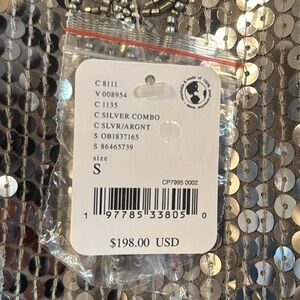 C 8111
V 008954
C 1135
C SILVER COMBO
C SLVR/ARGNT
S OB1837165
S 86465739
size
S
CP7995 0002
1 97785 33805 0
$198.00 USD